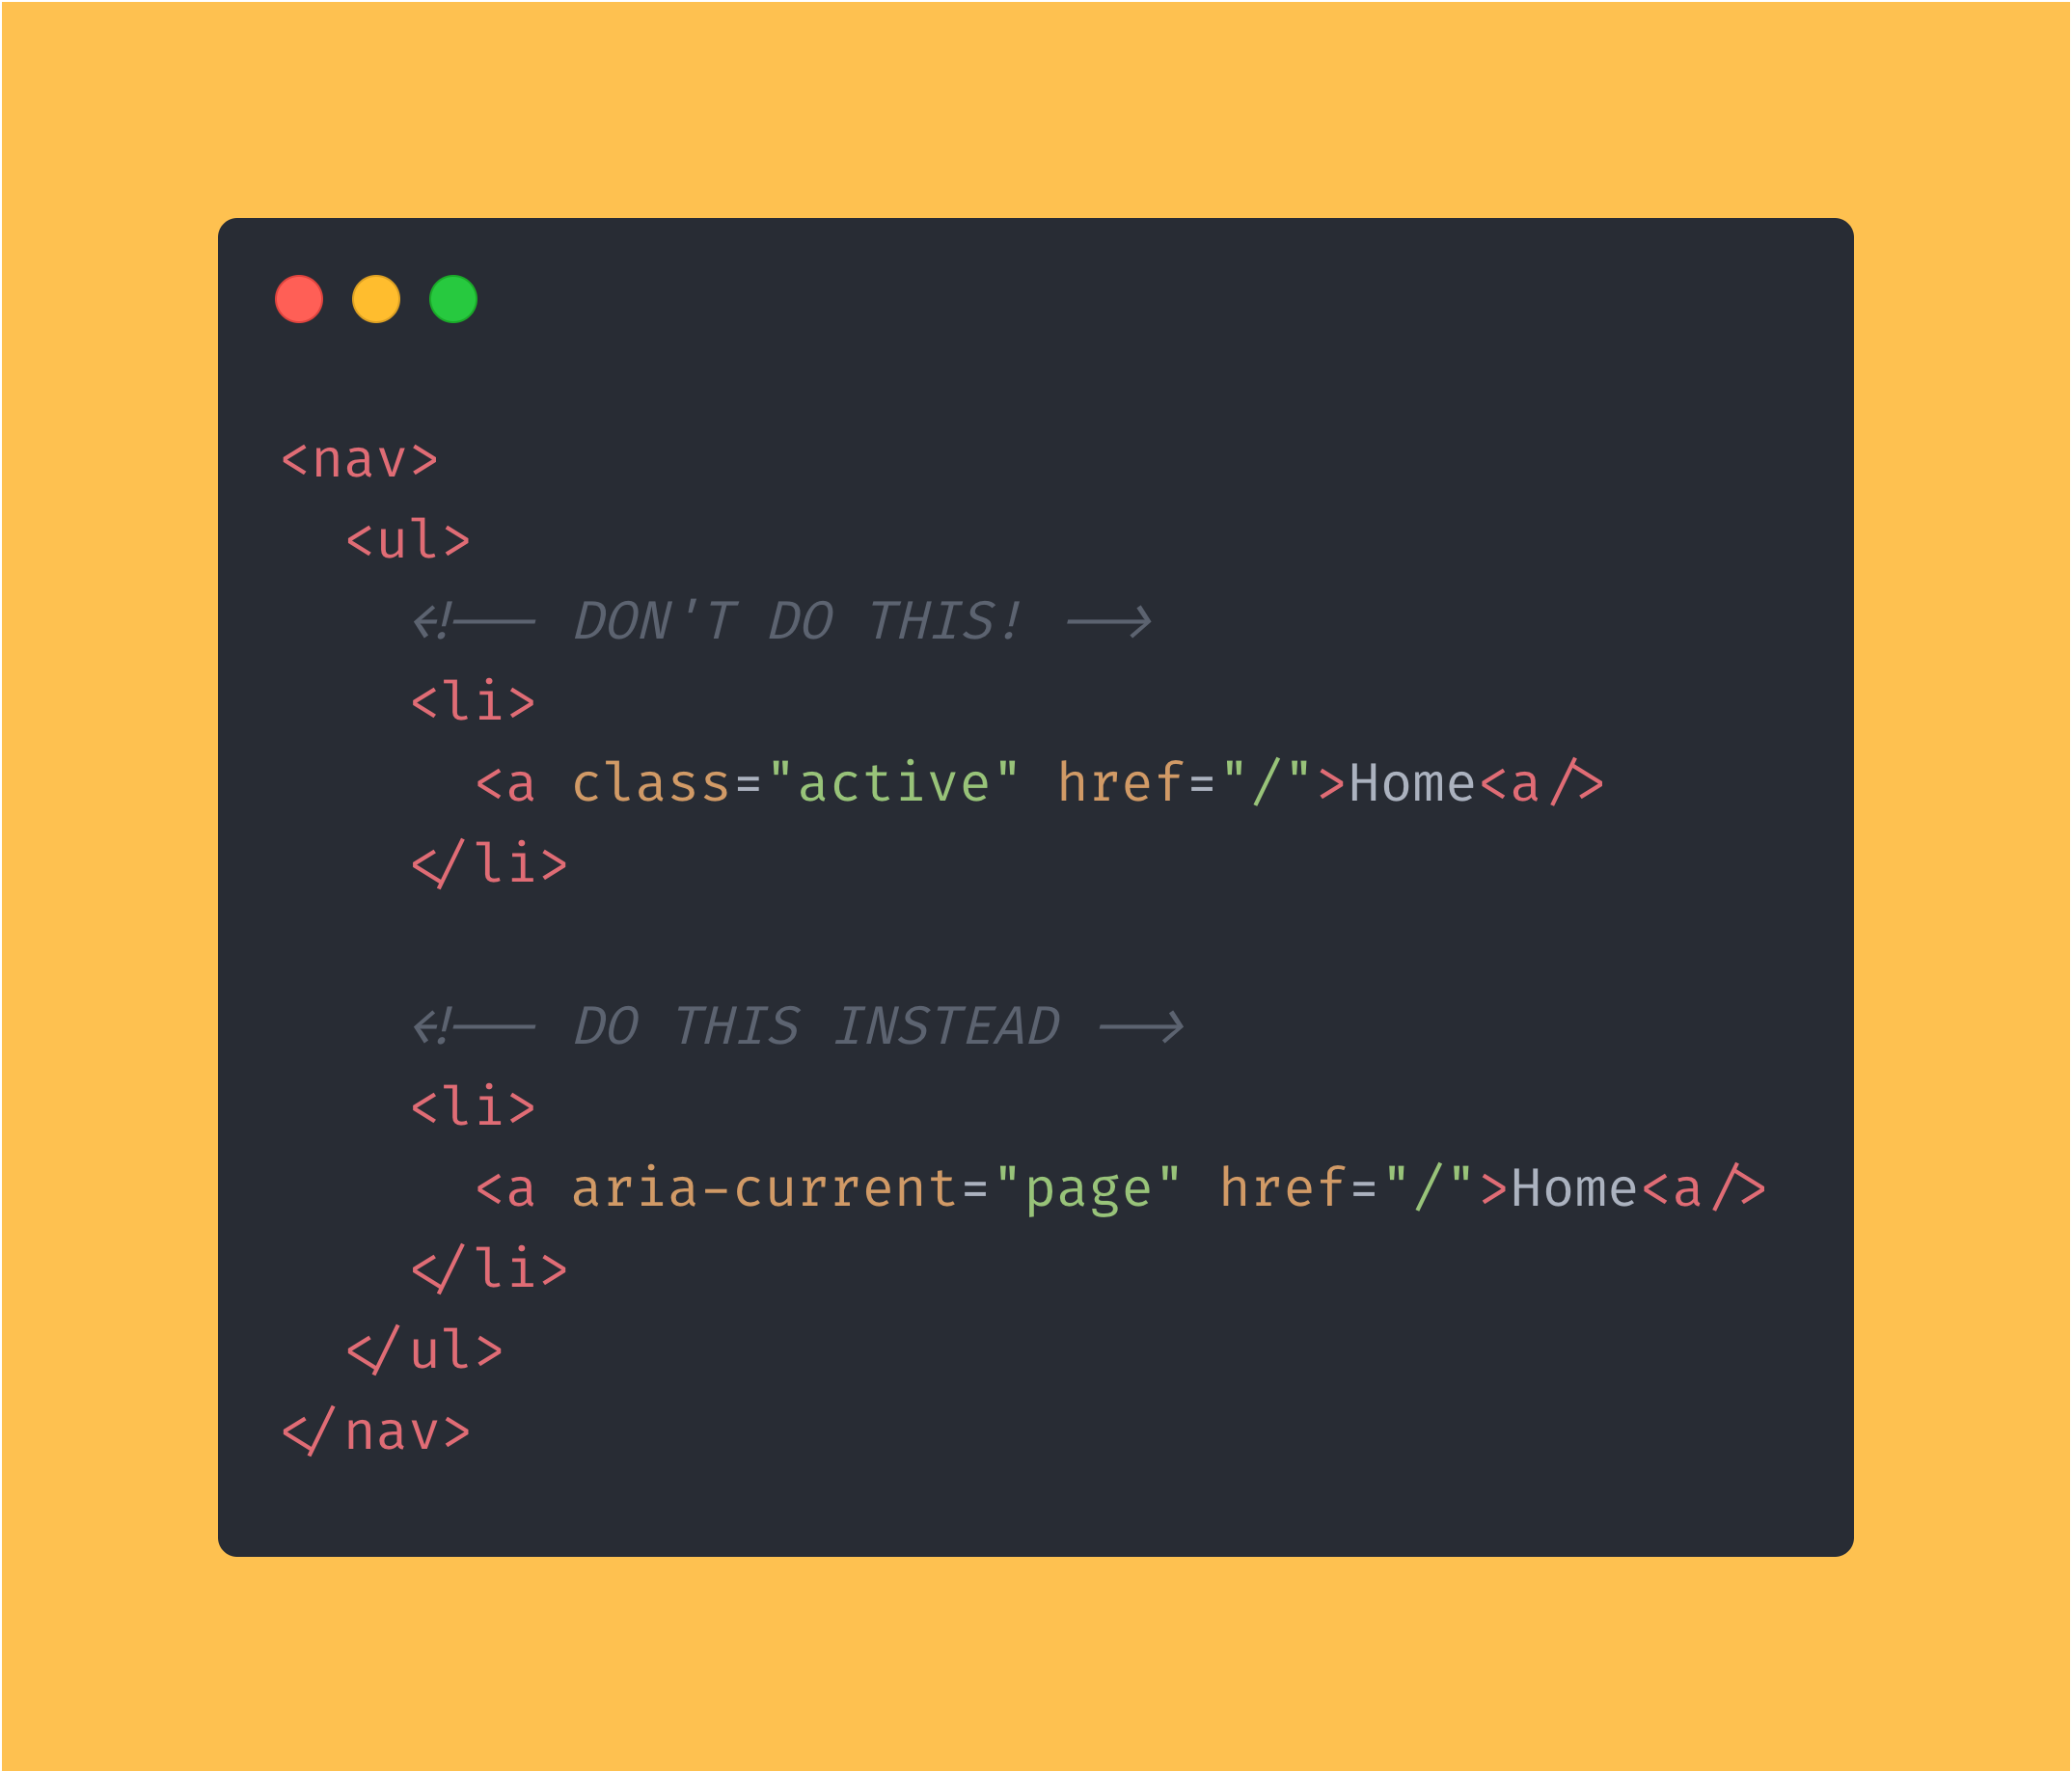 <nav>
<ul>
<!-- DON'T DO THIS! -->
<li>
<a class="active" href="/">Home<a/>
</li>
<!-- DO THIS INSTEAD -->
<li>
<a aria-current="page" href="/">Home<a/>
</li>
</ul>
</nav>